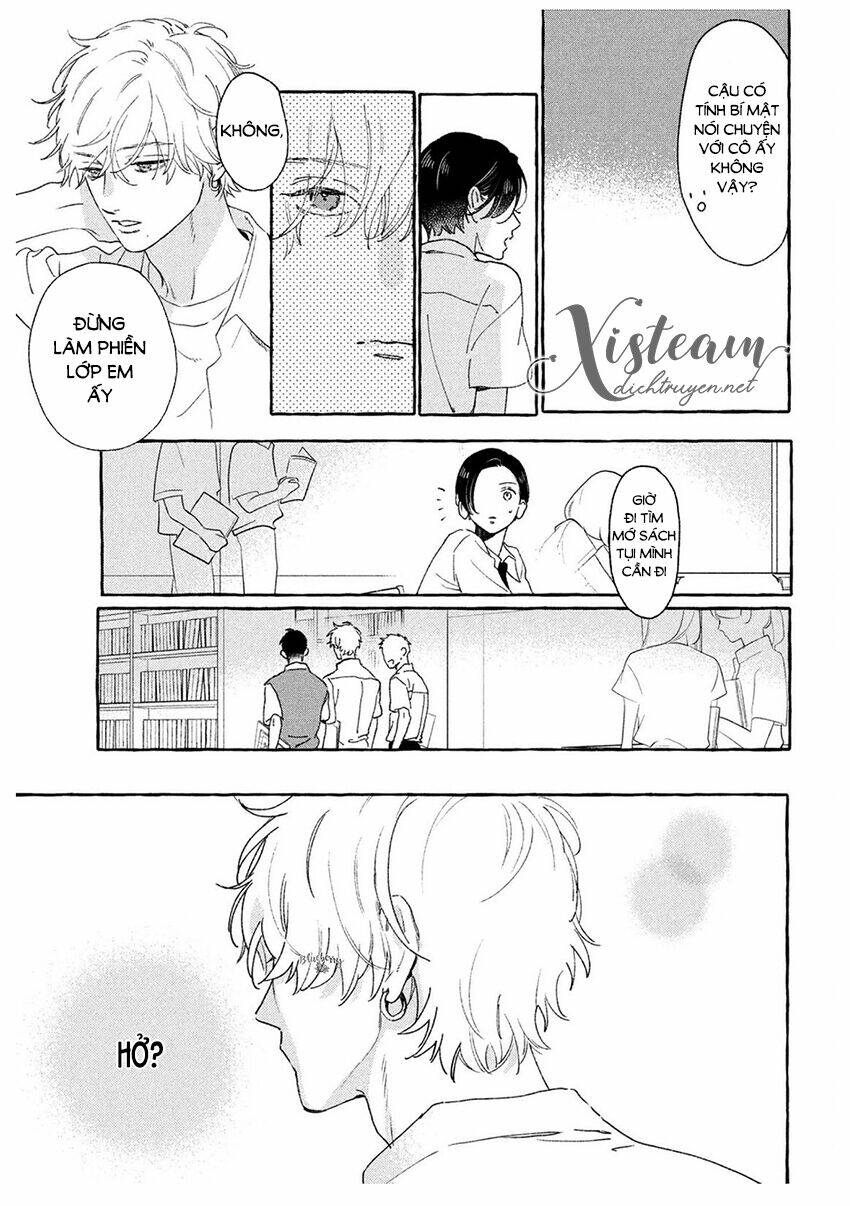 CẬU CÓ
TÍNH BÍ MẬT
NÓI CHUYỆN
VỚI CÔ ẤY
KHÔNG
VẬY?
KHÔNG,
ĐỪNG
LÀM PHIỀN
LỚP EM
ẤY
Xisteam
dichtruyen.net
GIỜ
ĐI TÌM
MỚ SÁCH
TỤI MÌNH
CẦN ĐI
Blueberry
HỞ?